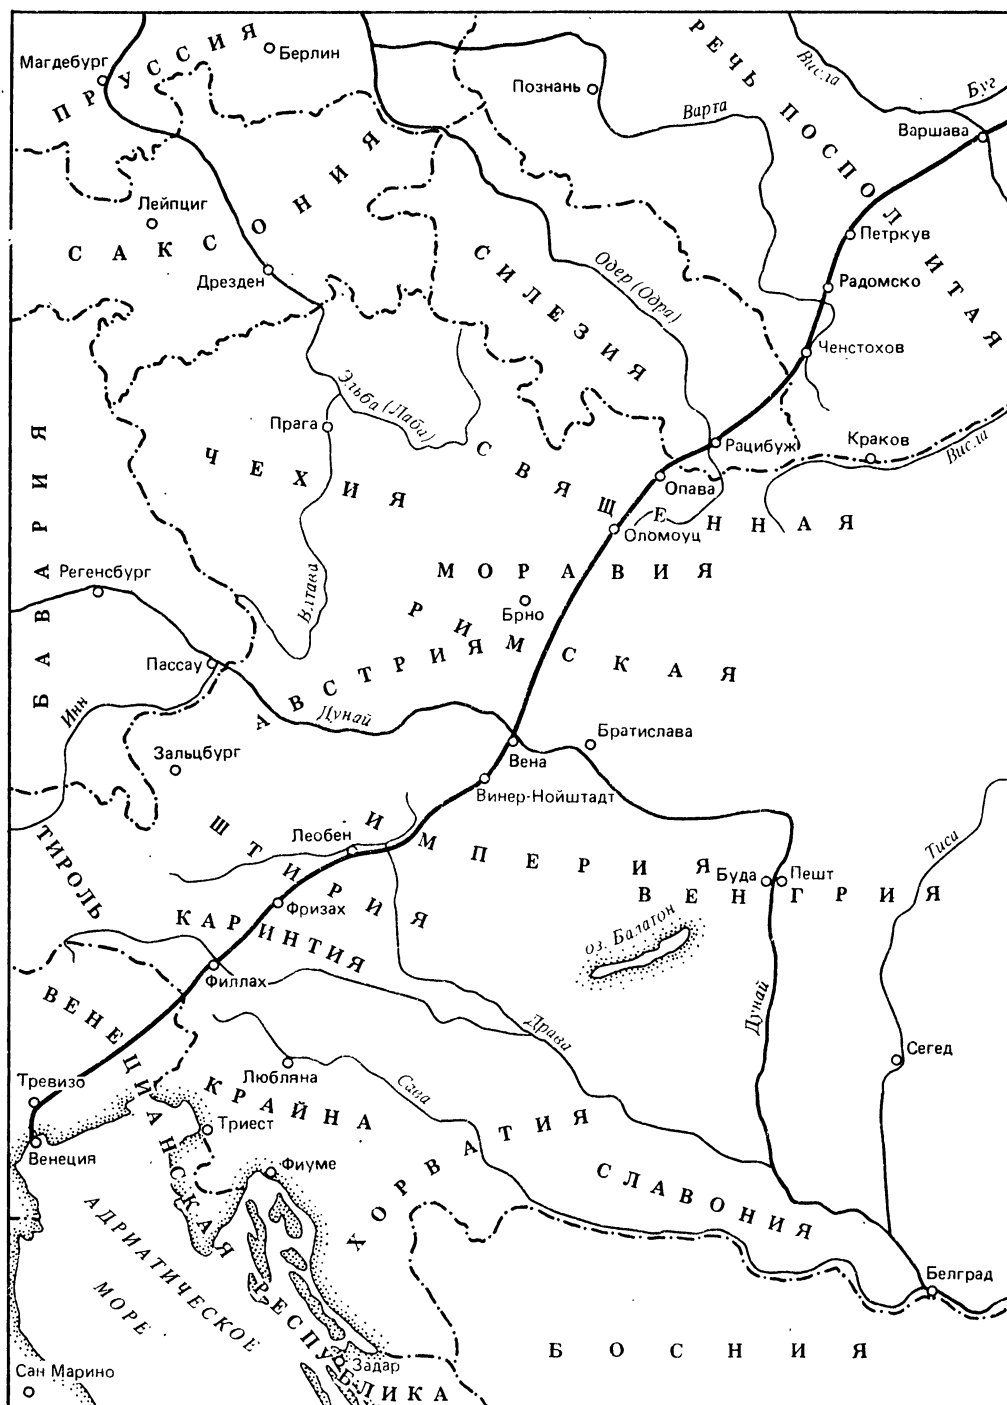 ПРУССИЯ
Магдебург
Берлин
РЕЧЬ ПОСПОЛИТАЯ
Висла
Буг
Познань
Варта
Варшава
Лейпциг
САКСОНИЯ
Дрезден
СИЛЕЗИЯ
Одер (Одра)
Петркув
Радомско
Ченстохов
Эльба (Лаба)
Прага
ЧЕХИЯ
БАВАРИЯ
Рацибуж
Краков
Висла
Опава
Оломоуц
СВЯЩЕННАЯ
МОРАВИЯ
Брно
РИМСКАЯ
Регенсбург
Влтава
Пассау
АВСТРИЯ
Инн
Дунай
Зальцбург
Вена
Братислава
Винер-Нойштадт
Тиса
ТИРОЛЬ
ШТИРИЯ
Леобен
ИМПЕРИЯ
Буда
Пешт
ВЕНГРИЯ
Фризах
КАРИНТИЯ
оз. Балатон
Филлах
Дунай
Драва
ВЕНЕЦИАНСКАЯ РЕСПУБЛИКА
Любляна
Сава
Сегед
Тревизо
КРАЙНА
Триест
Венеция
Фиуме
ХОРВАТИЯ
СЛАВОНИЯ
АДРИАТИЧЕСКОЕ
МОРЕ
Белград
БОСНИЯ
Задар
Сан Марино